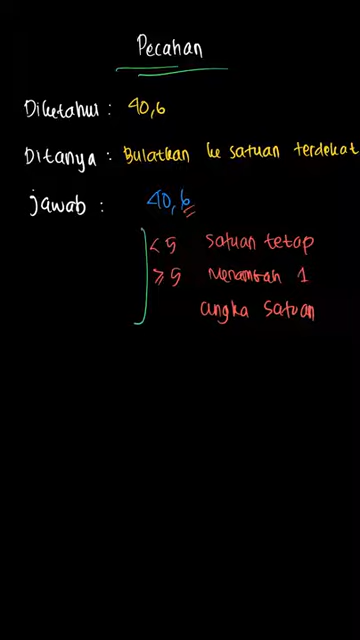 Pecahan
Diketahui : 40,6
Ditanya : Bulatkan ke satuan terdekat
Jawab : 40,6
< 5 satuan tetap
≥ 5 Menambah 1
angka satuan